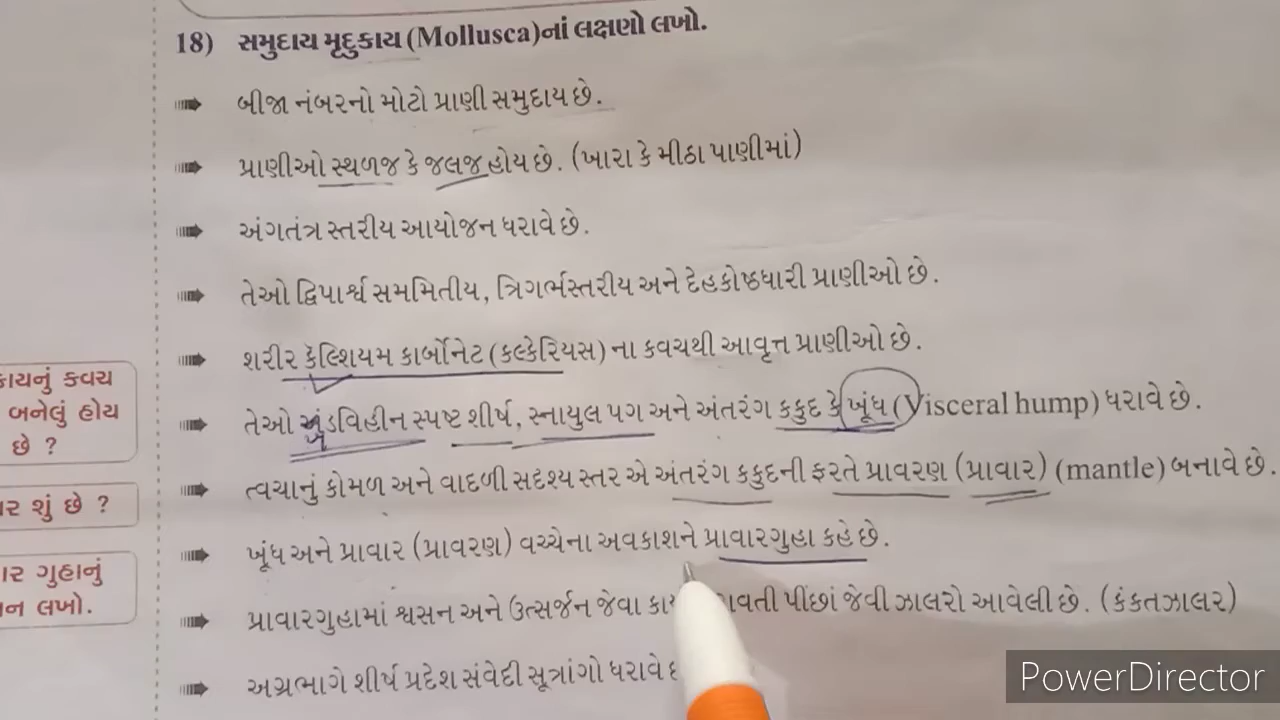 18) સમુદાય મૃદુકાય (Mollusca)નાં લક્ષણો લખો.
બીજા નંબરનો મોટો પ્રાણી સમુદાય છે.
પ્રાણીઓ સ્થળજ કે જલજ હોય છે. (ખારા કે મીઠા પાણીમાં)
અંગતંત્ર સ્તરીય આયોજન ધરાવે છે.
તેઓ દ્વિપાર્શ્વ સમમિતીય, ત્રિગર્ભસ્તરીય અને દેહકોષ્ઠધારી પ્રાણીઓ છે.
શરીર કૅલ્શિયમ કાર્બોનેટ (કલ્કેરિયસ) ના કવચથી આવૃત્ત પ્રાણીઓ છે.
તેઓ સ્પષ્ટ શીર્ષ, સ્નાયુલ પગ અને અંતરંગ કકુદ કે ખૂંધ (Visceral hump) ધરાવે છે.
ત્વચાનું કોમળ અને વાદળી સદૃશ્ય સ્તર એ અંતરંગ કકુદની ફરતે પ્રાવરણ (પ્રાવાર) (mantle) બનાવે છે.
ખૂંધ અને પ્રાવાર (પ્રાવરણ) વચ્ચેના અવકાશને પ્રાવારગુહા કહે છે.
પ્રાવારગુહામાં શ્વસન અને ઉત્સર્જન જેવા પીંછાં જેવી ઝાલરો આવેલી છે. (કંકતઝાલર)
અગ્રભાગે શીર્ષ પ્રદેશ સંવેદી સૂત્રાંગો ધરાવે
કાયનું કવચ
બનેલું હોય
છે ?
શું છે ?
ગુહાનું
લખો.
PowerDirector